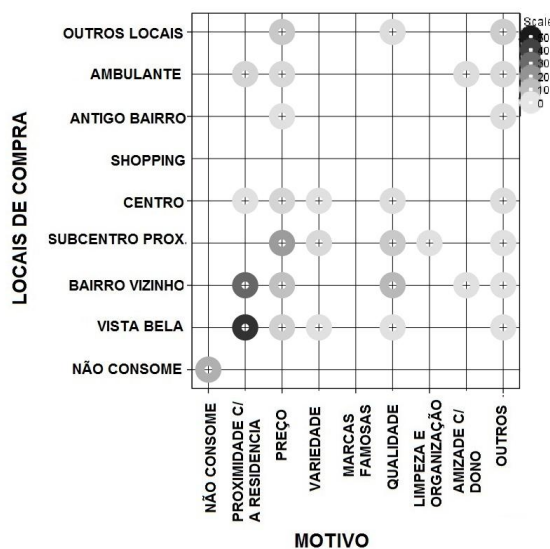 Scale
50
40
30
20
10
0
OUTROS LOCAIS
AMBULANTE
ANTIGO BAIRRO
SHOPPING
CENTRO
SUBCENTRO PROX.
BAIRRO VIZINHO
VISTA BELA
NÃO CONSOME
LOCAIS DE COMPRA
NÃO CONSOME
PROXIMIDADE C/
A RESIDENCIA
PREÇO
VARIEDADE
MARCAS
FAMOSAS
QUALIDADE
LIMPEZA E
ORGANIZAÇÃO
AMIZADE C/
DONO
OUTROS
MOTIVO